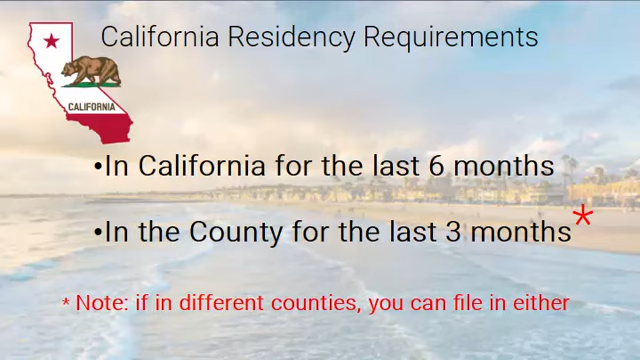 California Residency Requirements
CALIFORNIA
•In California for the last 6 months
•In the County for the last 3 months*
* Note: if in different counties, you can file in either